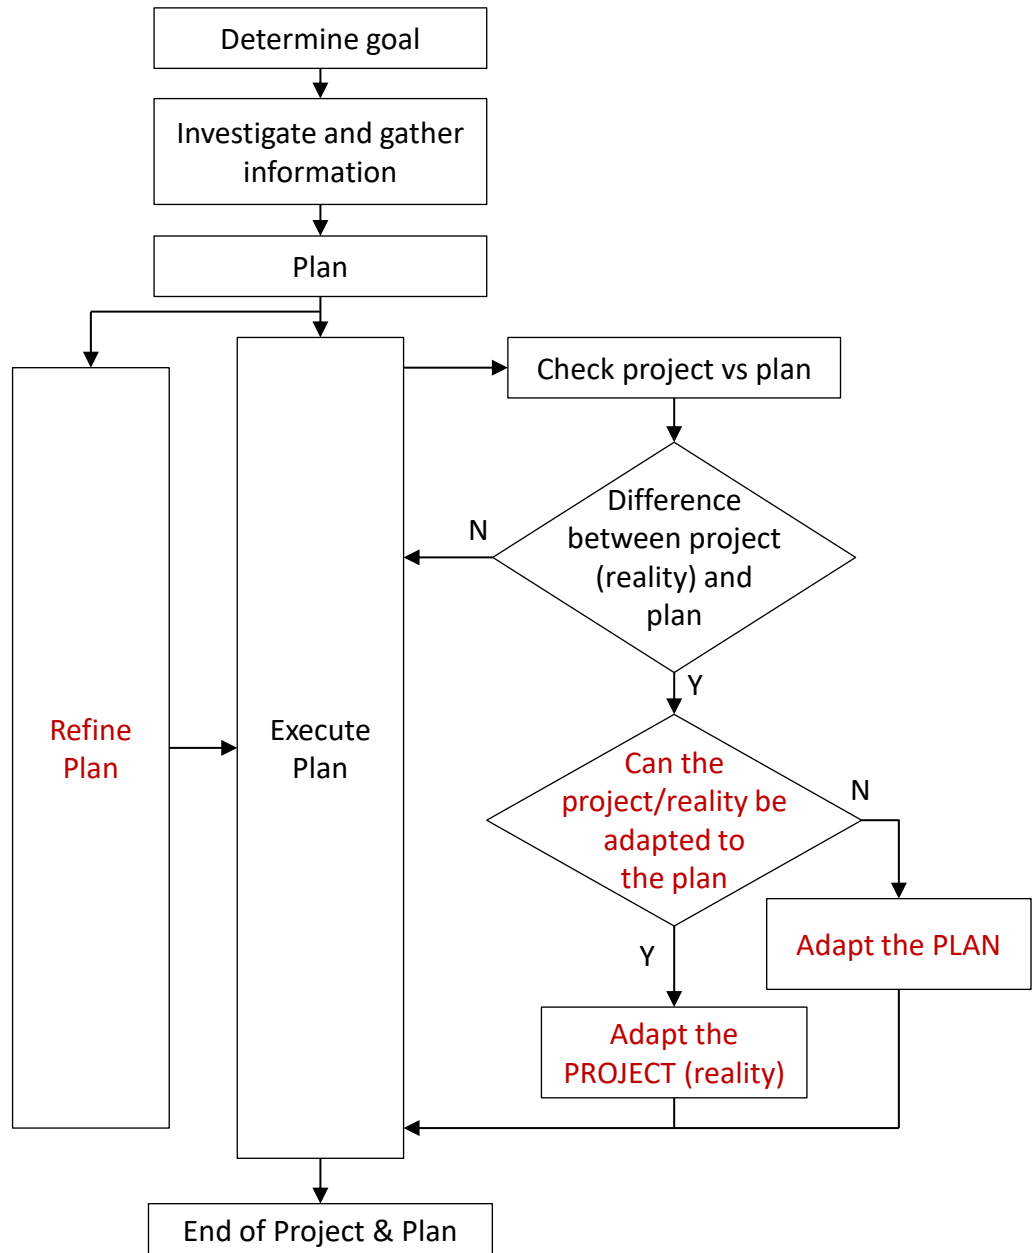 Determine goal
Investigate and gather
information
Plan
Check project vs plan
Difference
between project
(reality) and
plan
N
Y
Refine
Plan
Execute
Plan
Can the
project/reality be
adapted to
the plan
N
Adapt the PLAN
Y
Adapt the
PROJECT (reality)
End of Project & Plan